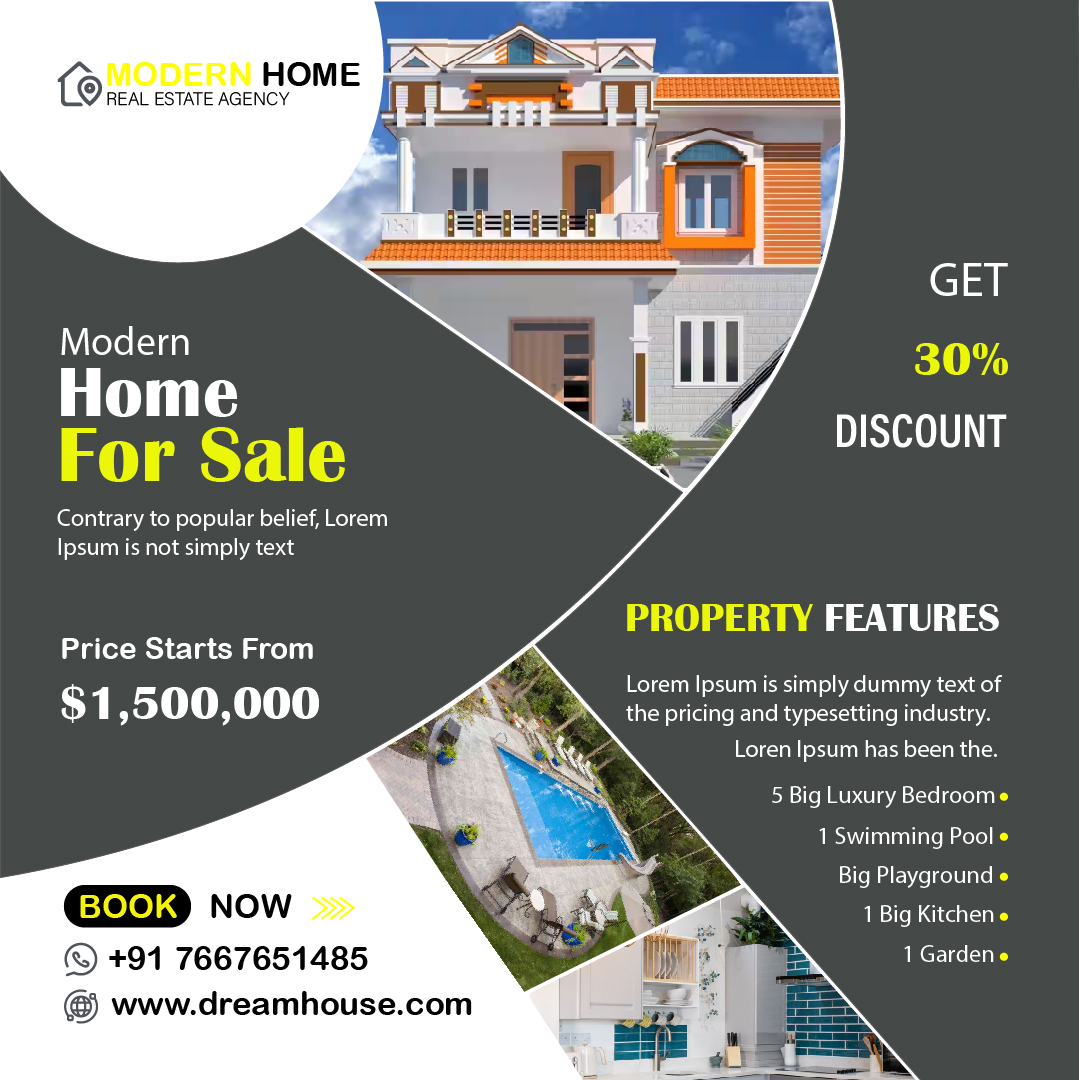 MODERN HOME
REAL ESTATE AGENCY
GET
30%
DISCOUNT
Modern
Home
For Sale
Contrary to popular belief, Lorem
Ipsum is not simply text
Price Starts From
$1,500,000
PROPERTY FEATURES
Lorem Ipsum is simply dummy text of
the pricing and typesetting industry.
Loren Ipsum has been the.
5 Big Luxury Bedroom
1 Swimming Pool
Big Playground
1 Big Kitchen
1 Garden
BOOK NOW
+91 7667651485
www.dreamhouse.com